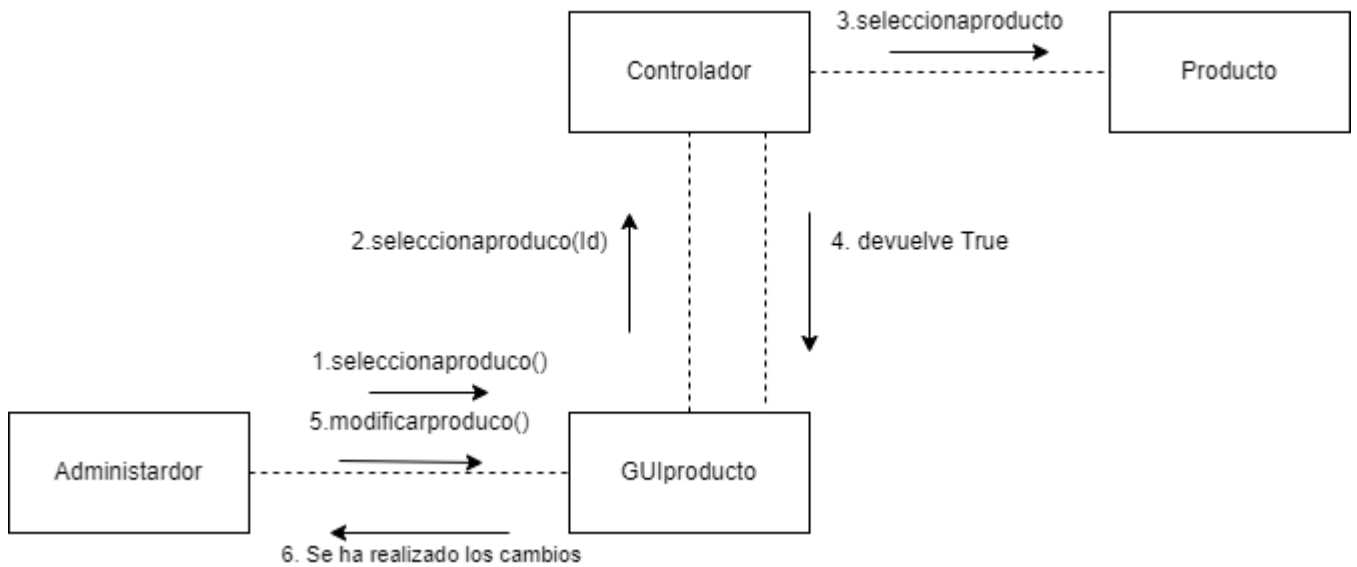 3.seleccionaproducto
Controlador
Producto
2.seleccionaproduco(Id)
4. devuelve True
1.seleccionaproduco()
5.modificarproduco()
Administardor
GUIproducto
6. Se ha realizado los cambios